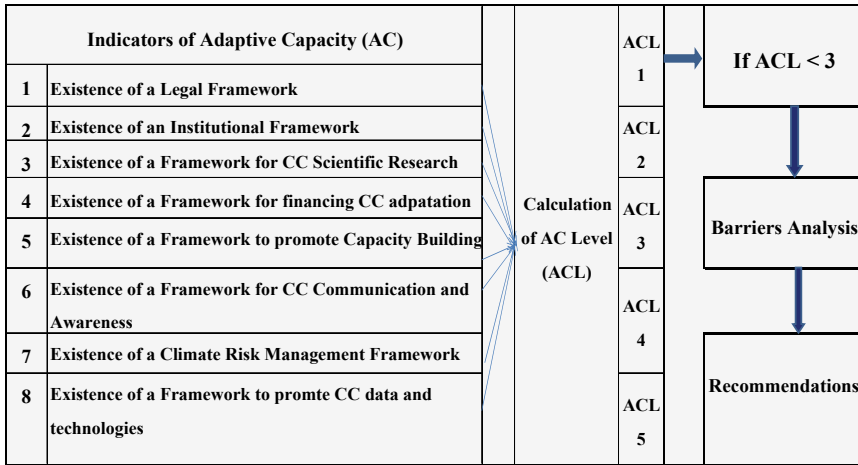 Indicators of Adaptive Capacity (AC)
1 Existence of a Legal Framework
2 Existence of an Institutional Framework
3 Existence of a Framework for CC Scientific Research
4 Existence of a Framework for financing CC adpatation
5 Existence of a Framework to promote Capacity Building
6 Existence of a Framework for CC Communication and
Awareness
7 Existence of a Climate Risk Management Framework
8 Existence of a Framework to promte CC data and
technologies
Calculation
of AC Level
(ACL)
ACL
1
ACL
2
ACL
3
ACL
4
ACL
5
If ACL < 3
Barriers Analysis
Recommendations